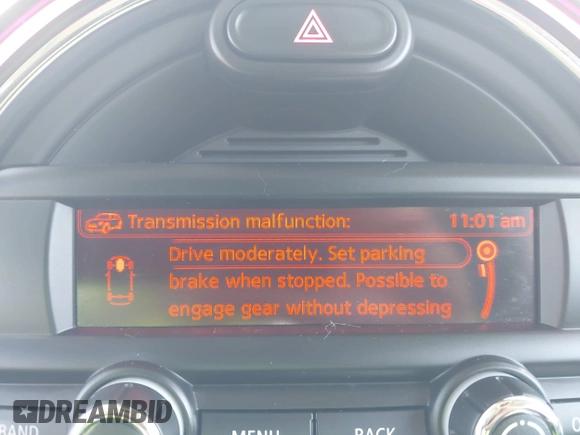 Transmission malfunction: 11:01 am
Drive moderately. Set parking
brake when stopped. Possible to
engage gear without depressing
BAND MENU BACK
DREAMBID